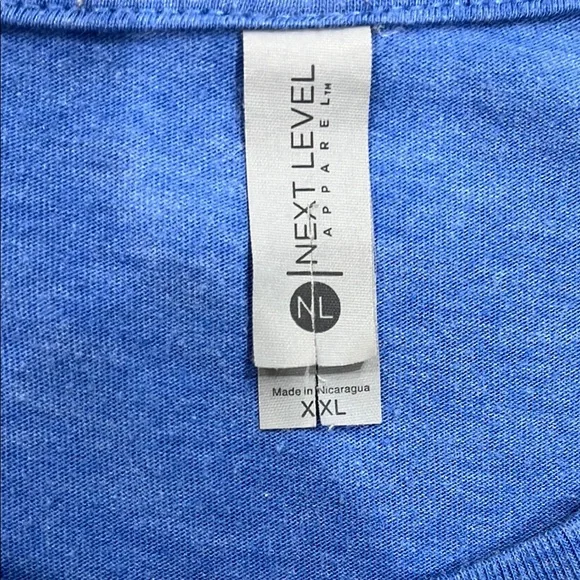 NEXT LEVEL
APPAREL™
NL
Made in Nicaragua
XXL